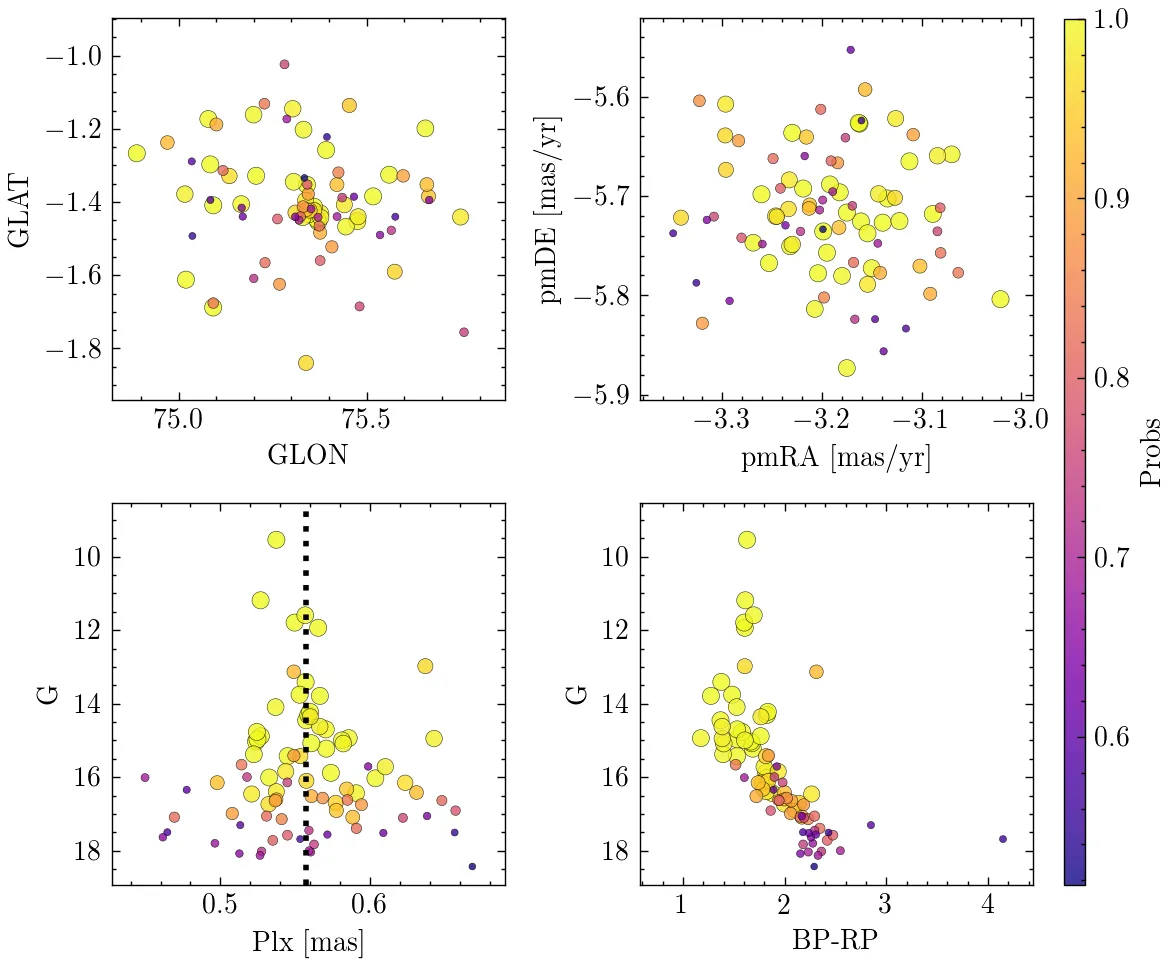 −1.0
−1.2
−1.4
−1.6
−1.8
GLAT
75.0 75.5
GLON
−5.6
−5.7
−5.8
−5.9
pmDE [mas/yr]
−3.3 −3.2 −3.1 −3.0
pmRA [mas/yr]
10
12
14
16
18
G
0.5 0.6
Plx [mas]
10
12
14
16
18
G
1 2 3 4
BP-RP
1.0
0.9
0.8
0.7
0.6
Probs